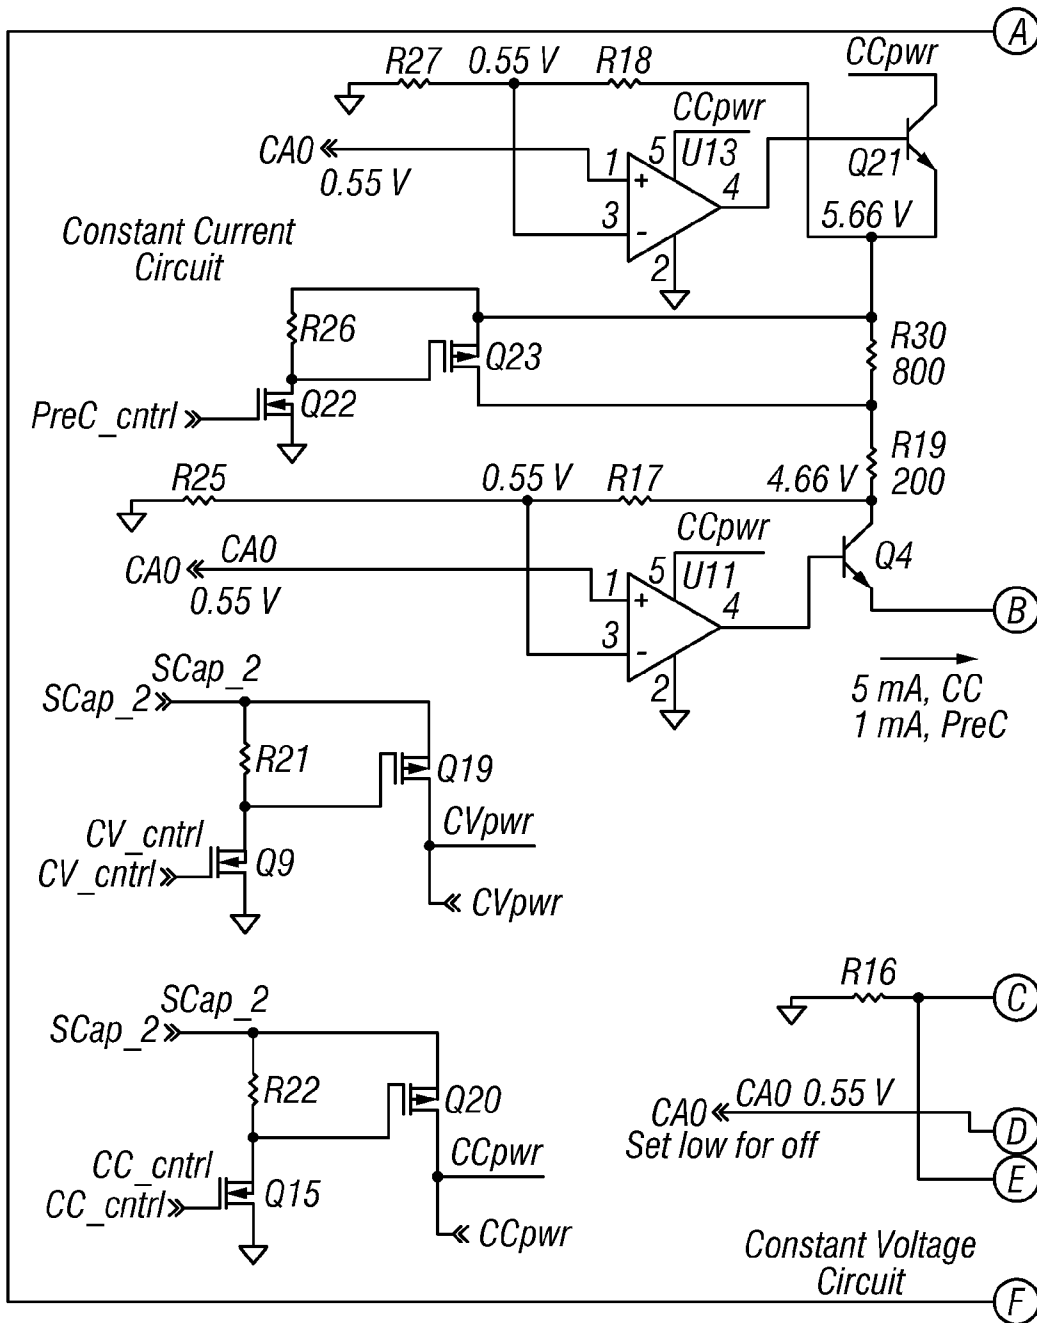 A
R27
0.55 V
R18
CCpwr
CCpwr
CA0
0.55 V
1
+
5
U13
4
Q21
3
-
2
5.66 V
Constant Current
Circuit
R26
Q23
R30
800
PreC_cntrl
Q22
R19
200
R25
0.55 V
R17
4.66 V
CCpwr
CA0
CA0
0.55 V
1
+
5
U11
4
Q4
3
-
2
B
5 mA, CC
1 mA, PreC
SCap_2
SCap_2
R21
Q19
CV_cntrl
CV_cntrl
Q9
CVpwr
CVpwr
SCap_2
SCap_2
R22
Q20
CC_cntrl
CC_cntrl
Q15
CCpwr
CCpwr
R16
C
CA0
CA0 0.55 V
Set low for off
D
E
Constant Voltage
Circuit
F